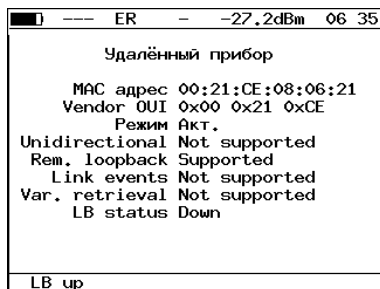 --- ER – -27.2dBm 06 35
Удалённый прибор
MAC адрес 00:21:CE:08:06:21
Vendor OUI 0x00 0x21 0xCE
Режим Акт.
Unidirectional Not supported
Rem. loopback Supported
Link events Not supported
Var. retrieval Not supported
LB status Down
LB up